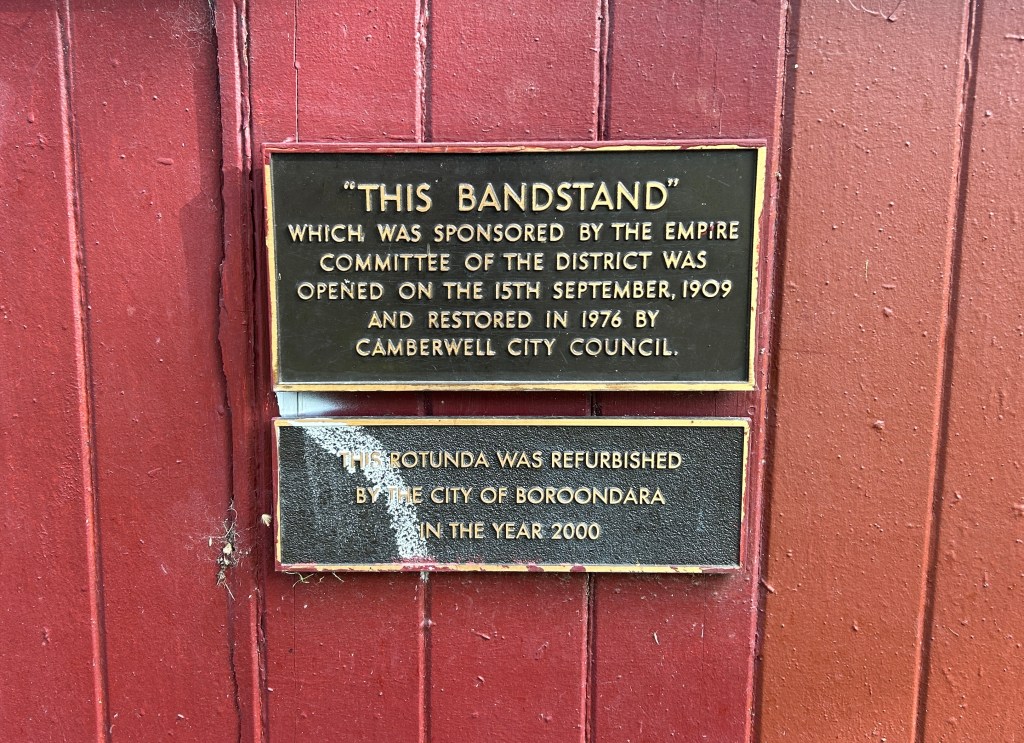 "THIS BANDSTAND"
WHICH WAS SPONSORED BY THE EMPIRE
COMMITTEE OF THE DISTRICT WAS
OPENED ON THE 15TH SEPTEMBER, 1909
AND RESTORED IN 1976 BY
CAMBERWELL CITY COUNCIL.
THIS ROTUNDA WAS REFURBISHED
BY THE CITY OF BOROONDARA
IN THE YEAR 2000